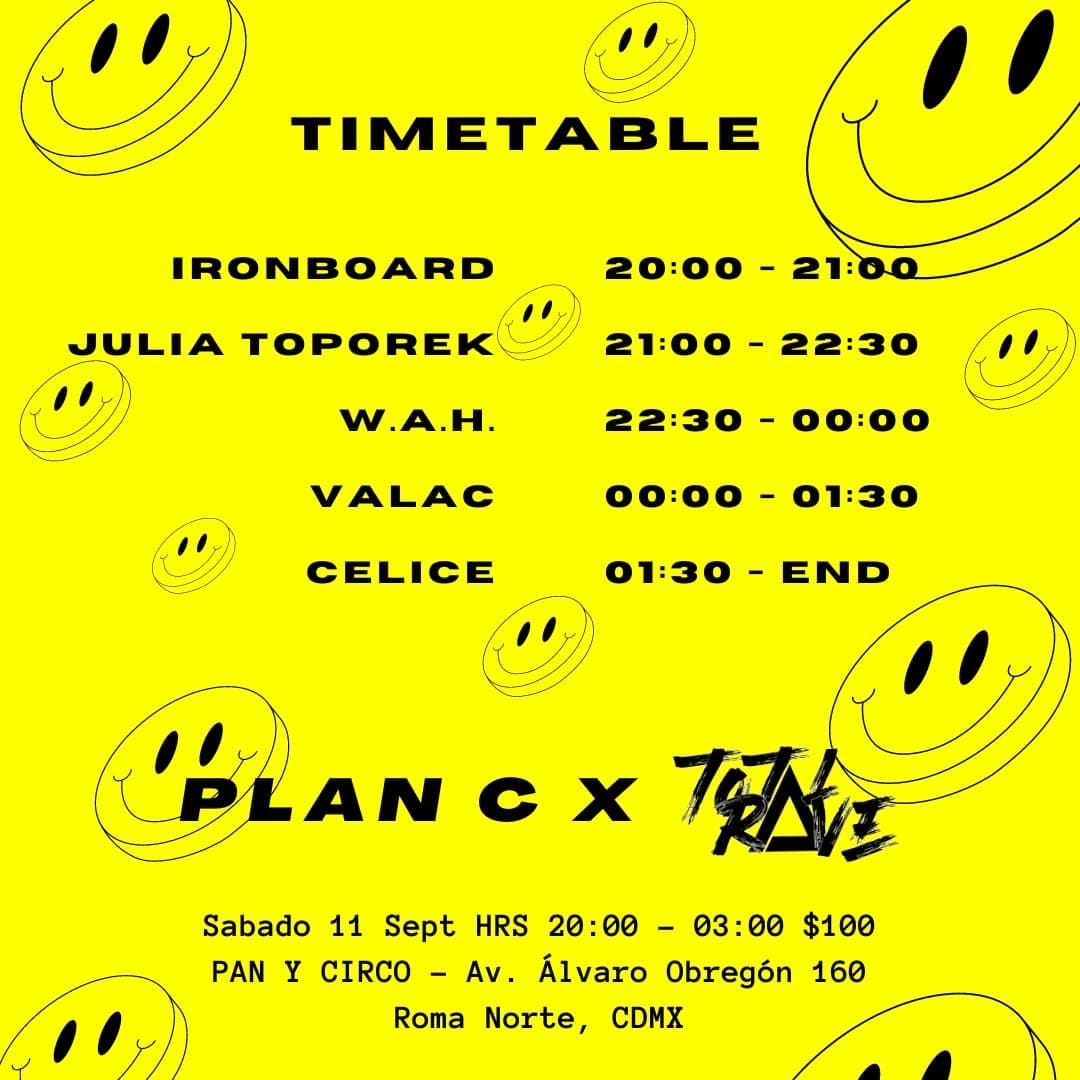 TIMETABLE
IRONBOARD 20:00 - 21:00
JULIA TOPOREK 21:00 - 22:30
W.A.H. 22:30 - 00:00
VALAC 00:00 - 01:30
CELICE 01:30 - END
PLAN C X TOTAL RAVE
Sabado 11 Sept HRS 20:00 - 03:00 $100
PAN Y CIRCO - Av. Álvaro Obregón 160
Roma Norte, CDMX